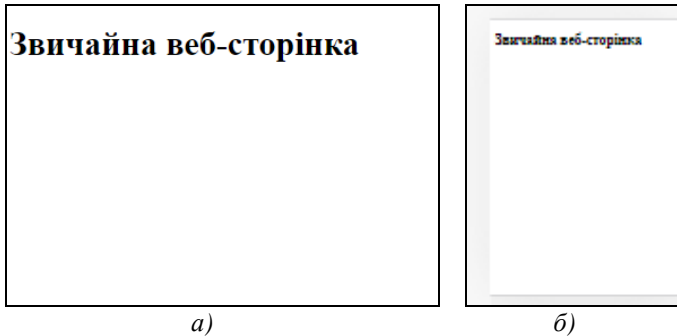 Звичайна веб-сторінка
Звичайна веб-сторінка
а)
б)